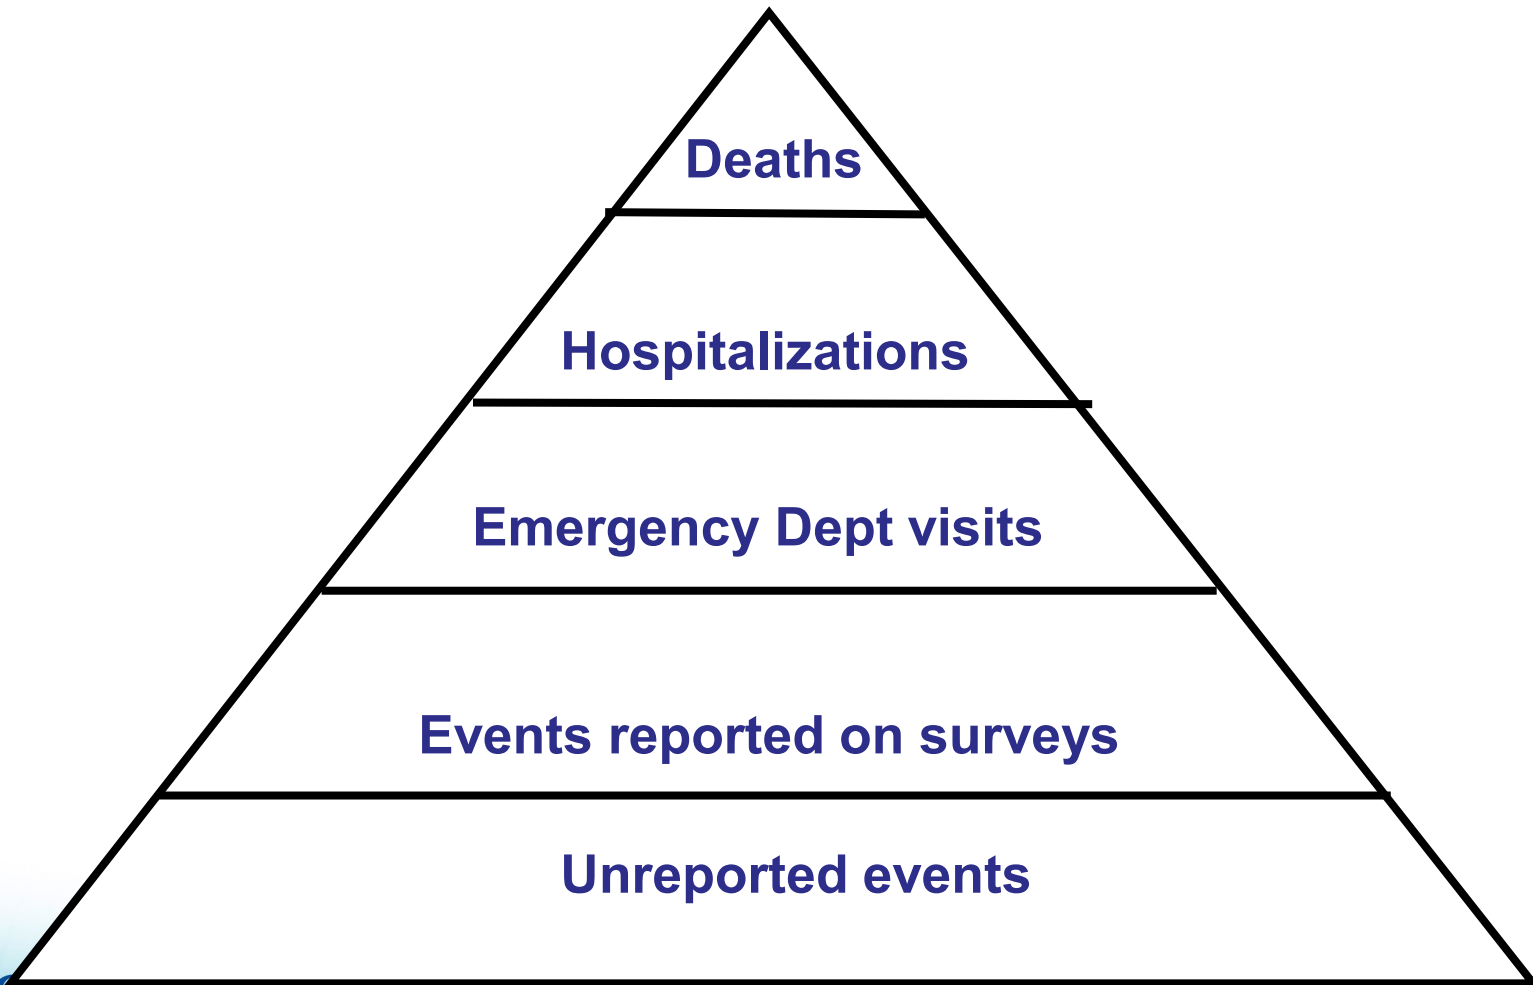 Deaths
Hospitalizations
Emergency Dept visits
Events reported on surveys
Unreported events